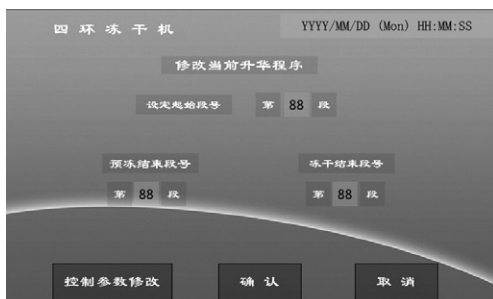 四环冻干机 YYYY/MM/DD (Mon) HH:MM:SS
修改当前升华程序
设定起始段号 第 88 段
预冻结束段号 冻干结束段号
第 88 段 第 88 段
控制参数修改 确认 取消